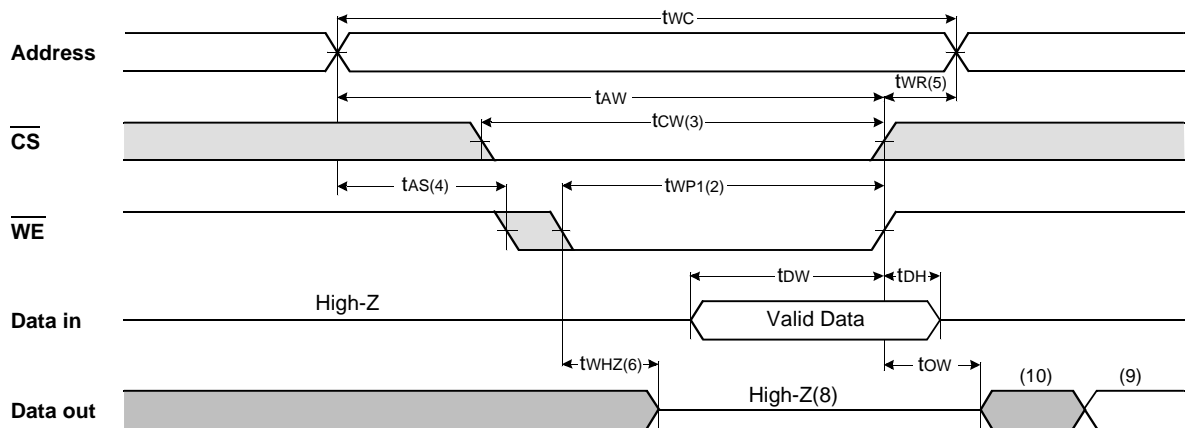 tWC
Address
tWR(5)
tAW
tCW(3)
CS
tAS(4)
tWP1(2)
WE
tDW
tDH
High-Z
Data in
Valid Data
tWHZ(6)
tOW
(10)
(9)
High-Z(8)
Data out